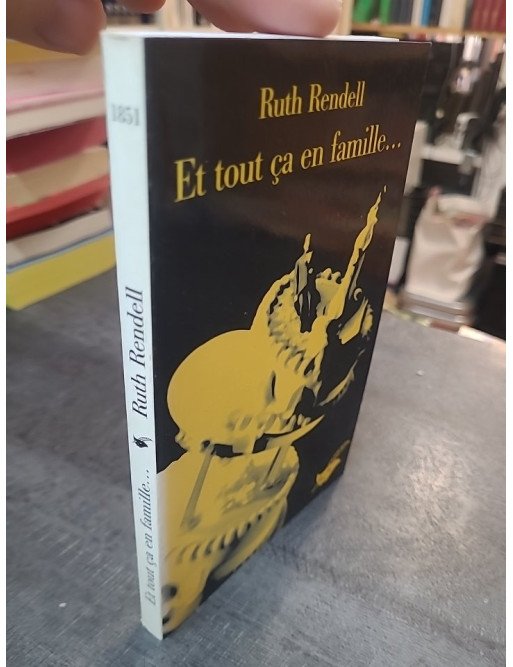 Ruth Rendell
Et tout ça en famille...
1851
Ruth Rendell
Et tout ça en famille...